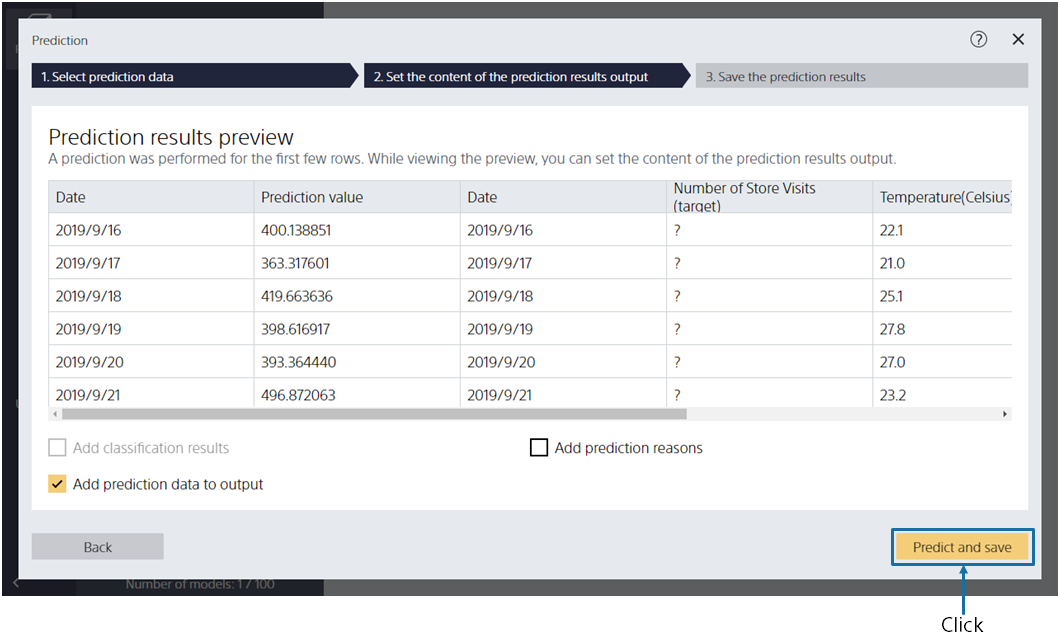 Prediction
1. Select prediction data
2. Set the content of the prediction results output
3. Save the prediction results
Prediction results preview
A prediction was performed for the first few rows. While viewing the preview, you can set the content of the prediction results output.
Date Prediction value Date Number of Store Visits (target) Temperature(Celsius)
2019/9/16 400.138851 2019/9/16 ? 22.1
2019/9/17 363.317601 2019/9/17 ? 21.0
2019/9/18 419.663636 2019/9/18 ? 25.1
2019/9/19 398.616917 2019/9/19 ? 27.8
2019/9/20 393.364440 2019/9/20 ? 27.0
2019/9/21 496.872063 2019/9/21 ? 23.2
Add classification results Add prediction reasons
Add prediction data to output
Back Predict and save
Number of models: 1 / 100
Click